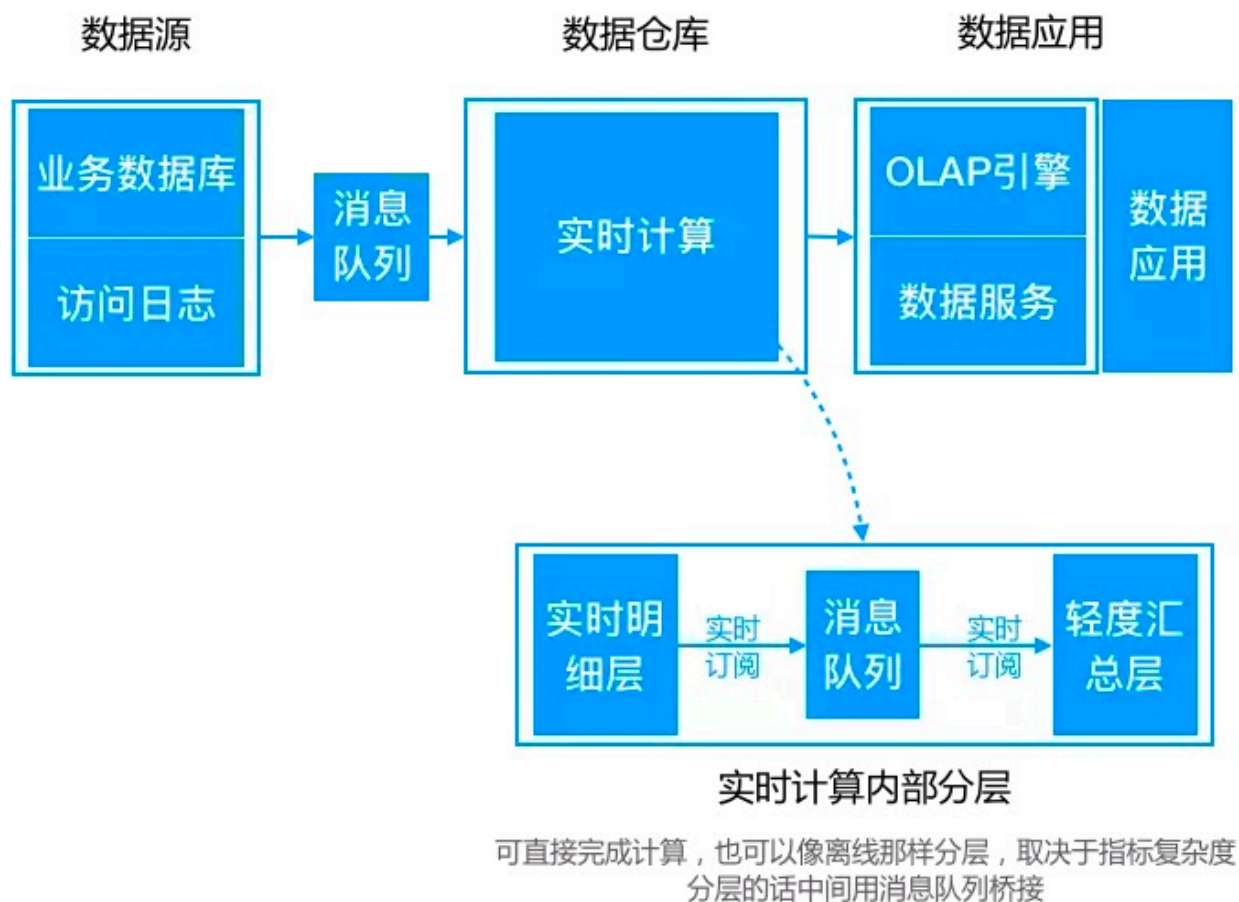 数据源
数据仓库
数据应用
业务数据库
访问日志
消息
队列
实时计算
OLAP引擎
数据服务
数据
应用
实时明
细层
实时
订阅
消息
队列
实时
订阅
轻度汇
总层
实时计算内部分层
可直接完成计算，也可以像离线那样分层，取决于指标复杂度
分层的话中间用消息队列桥接